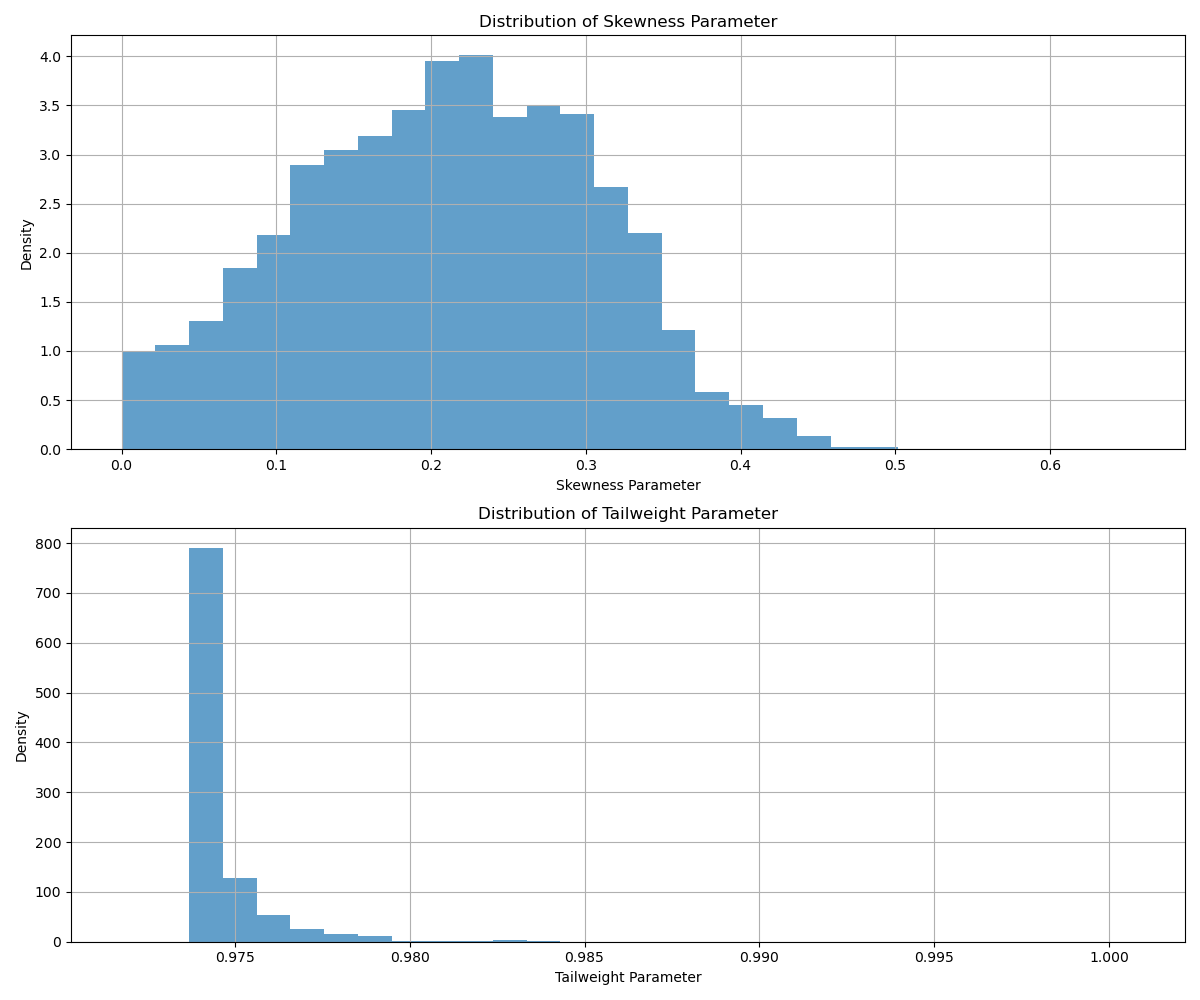 Distribution of Skewness Parameter
4.0
3.5
3.0
2.5
2.0
1.5
1.0
0.5
0.0
Density
0.0 0.1 0.2 0.3 0.4 0.5 0.6
Skewness Parameter
Distribution of Tailweight Parameter
800
700
600
500
400
300
200
100
0
Density
0.975 0.980 0.985 0.990 0.995 1.000
Tailweight Parameter